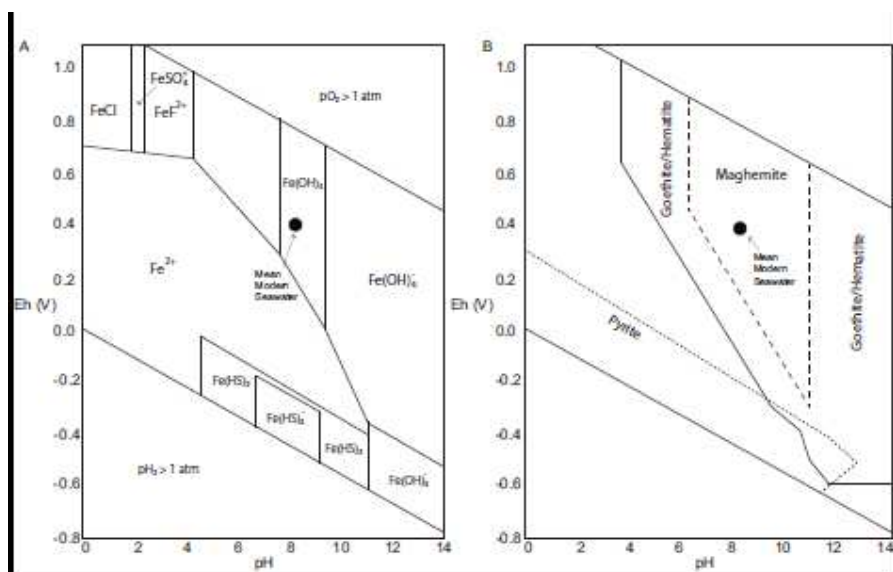 A
1.0
0.8
0.6
0.4
0.2
Eh (V)
0.0
-0.2
-0.4
-0.6
-0.8
0 2 4 6 8 10 12 14
pH
FeCl
FeSO₄⁺
FeF²⁺
pO₂ > 1 atm
Fe(OH)₃
Mean
Modern
Seawater
Fe²⁺
Fe(OH)₄⁻
Fe(HS)₂
Fe(HS)₃⁻
Fe(HS)₂
pH₂ > 1 atm
B
1.0
0.8
0.6
0.4
0.2
Eh (V)
0.0
-0.2
-0.4
-0.6
-0.8
0 2 4 6 8 10 12 14
pH
Goethite/Hematite
Maghemite
Mean
Modern
Seawater
Goethite/Hematite
Pyrite